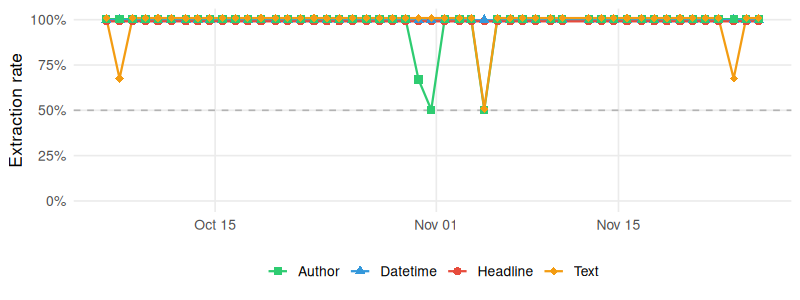 100%
75%
50%
25%
0%
Extraction rate
Oct 15 Nov 01 Nov 15
Author Datetime Headline Text